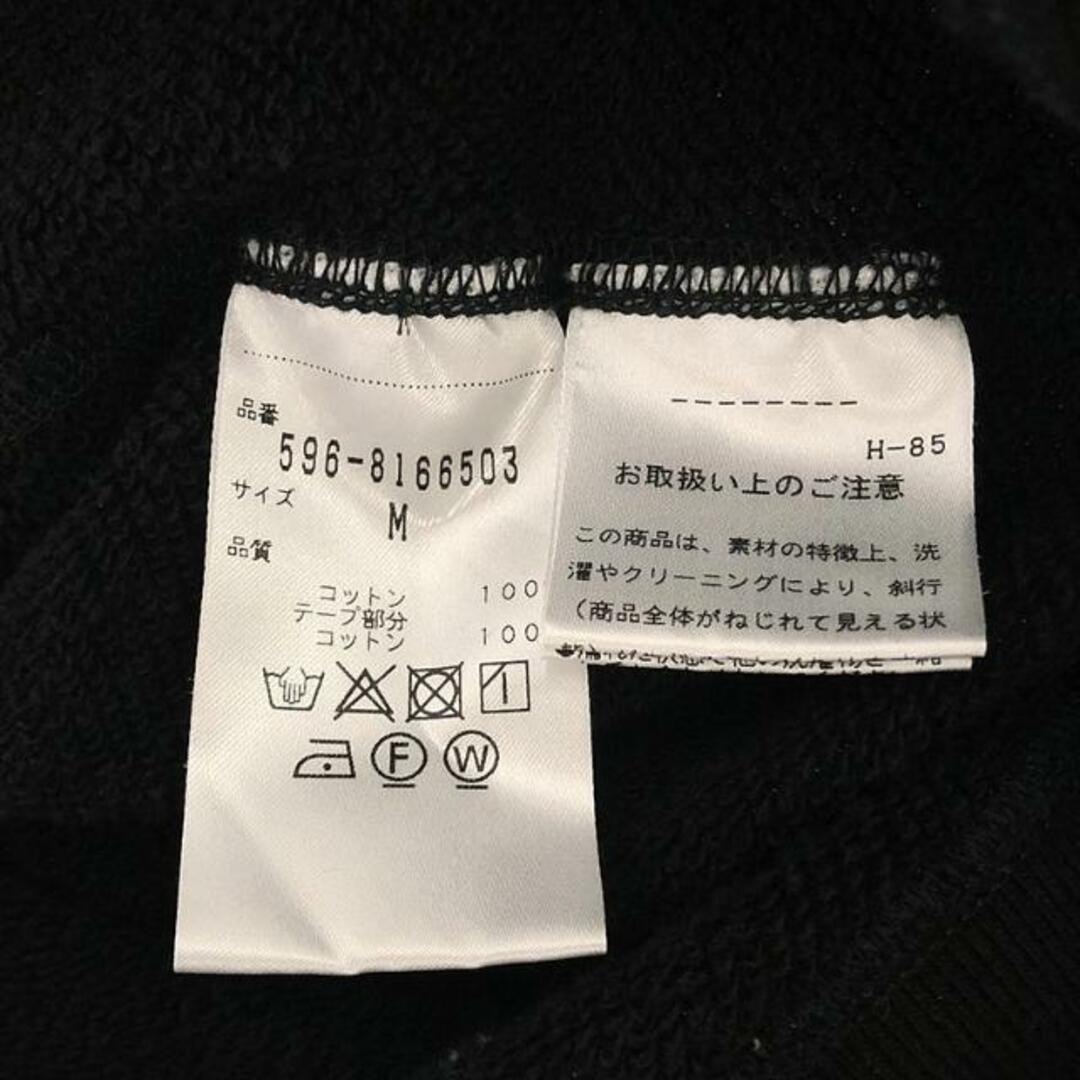 品番
596-8166503
サイズ
M
品質
コットン 100
テープ部分
コットン 100
F W
H-85
お取扱い上のご注意
この商品は、素材の特徴上、洗
濯やクリーニングにより、斜行
(商品全体がねじれて見える状